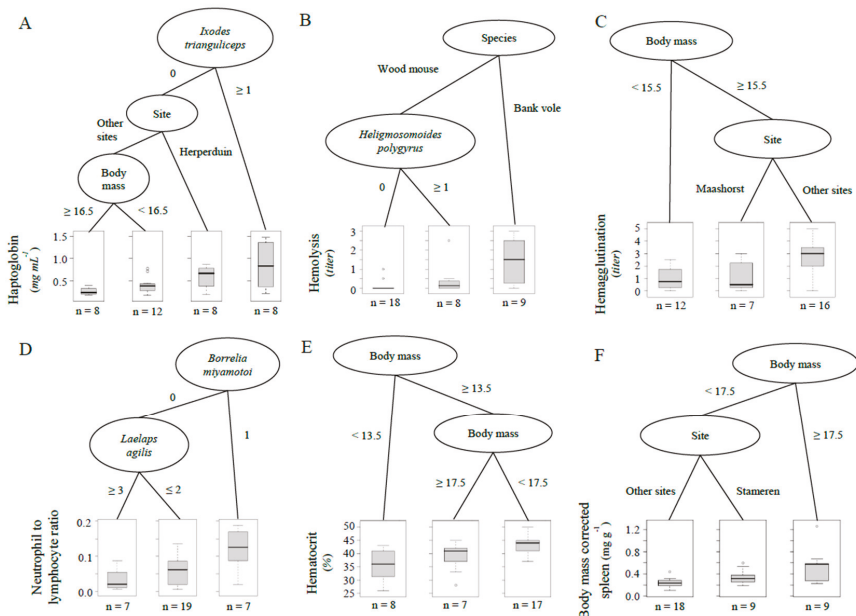 A
Ixodes
trianguliceps
0
≥ 1
Site
Other
sites
Herperduin
Body
mass
≥ 16.5
< 16.5
Haptoglobin
(mg mL⁻¹)
1.5
1.0
0.5
n = 8
n = 12
n = 8
n = 8
B
Species
Wood mouse
Bank vole
Heligmosomoides
polygyrus
0
≥ 1
Hemolysis
(titer)
3
2
1
0
n = 18
n = 8
n = 9
C
Body mass
< 15.5
≥ 15.5
Site
Maashorst
Other sites
Hemagglutination
(titer)
5
4
3
2
1
0
n = 12
n = 7
n = 16
D
Borrelia
miyamotoi
0
1
Laelaps
agilis
≥ 3
≤ 2
Neutrophil to
lymphocyte ratio
0.2
0.1
0.0
n = 7
n = 19
n = 7
E
Body mass
≥ 13.5
< 13.5
Body mass
≥ 17.5
< 17.5
Hematocrit
(%)
50
45
40
35
30
25
n = 8
n = 7
n = 17
F
Body mass
< 17.5
≥ 17.5
Site
Other sites
Stameren
Body mass corrected
spleen (mg g⁻¹)
1.2
0.8
0.4
0.0
n = 18
n = 9
n = 9